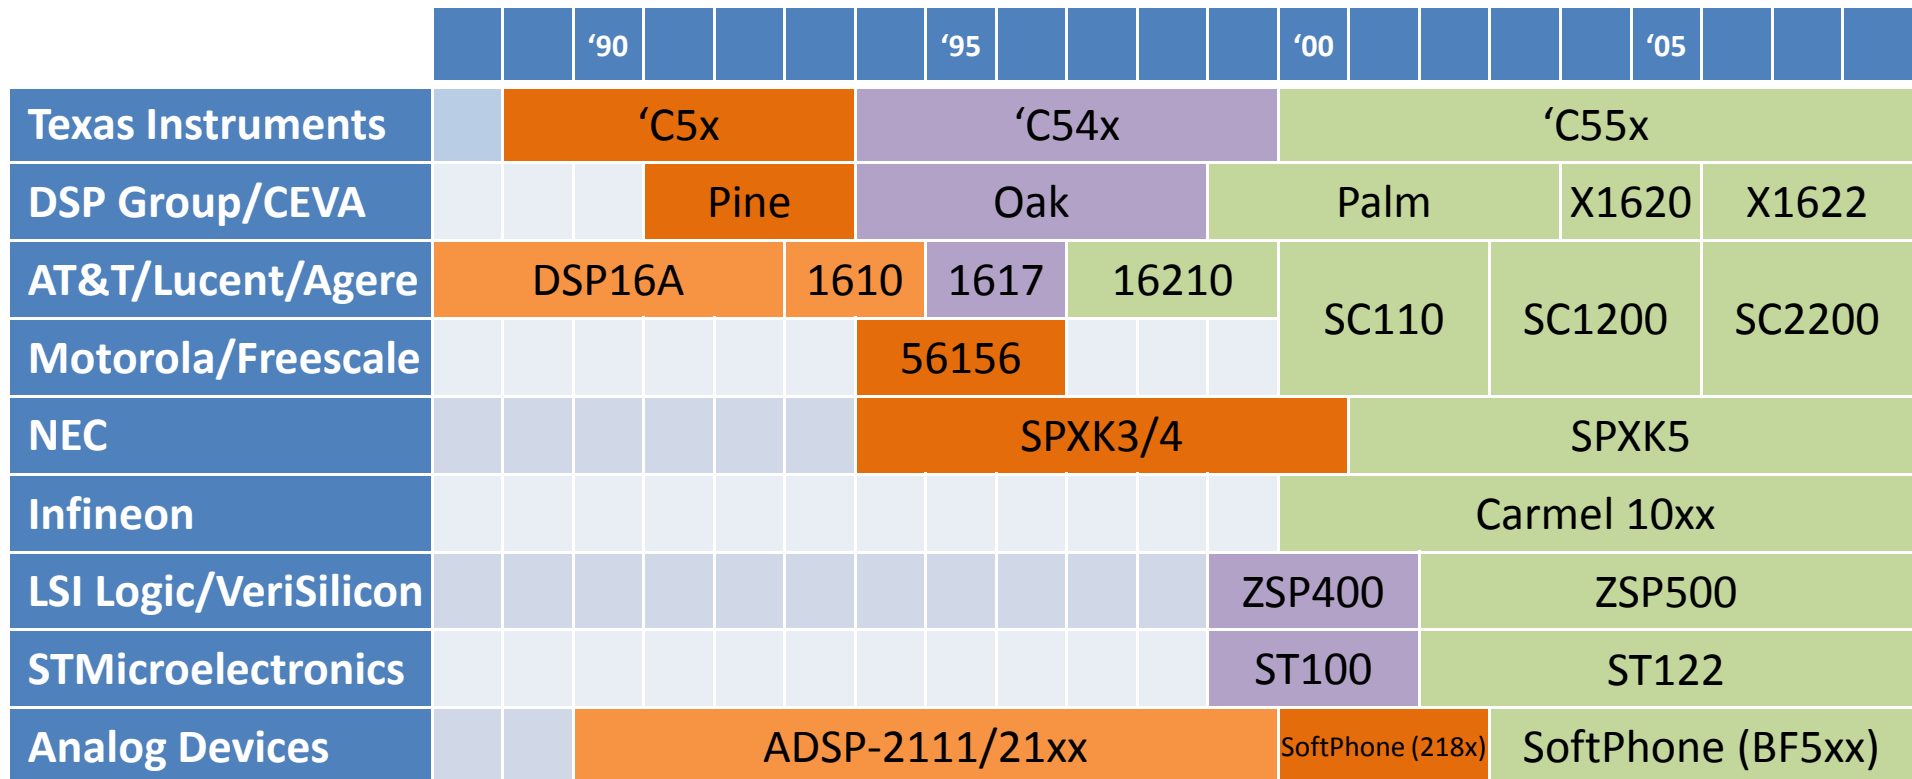 ‘90 ‘95 ‘00 ‘05
Texas Instruments ‘C5x ‘C54x ‘C55x
DSP Group/CEVA Pine Oak Palm X1620 X1622
AT&T/Lucent/Agere DSP16A 1610 1617 16210
SC110 SC1200 SC2200
Motorola/Freescale 56156
NEC SPXK3/4 SPXK5
Infineon Carmel 10xx
LSI Logic/VeriSilicon ZSP400 ZSP500
STMicroelectronics ST100 ST122
Analog Devices ADSP-2111/21xx SoftPhone (218x) SoftPhone (BF5xx)